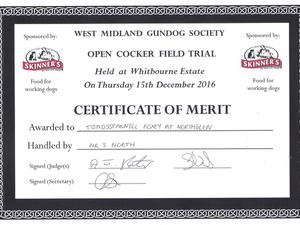 WEST MIDLAND GUNDOG SOCIETY
Sponsored by:
Sponsored by:
OPEN COCKER FIELD TRIAL
SKINNER'S
SKINNER'S
Held at Whitbourne Estate
On Thursday 15th December 2016
Food for
working dogs
Food for
working dogs
CERTIFICATE OF MERIT
Awarded to AT NORTHGLEN
Handled by MR S NORTH
Signed (Judge/s)
Signed (Secretary)